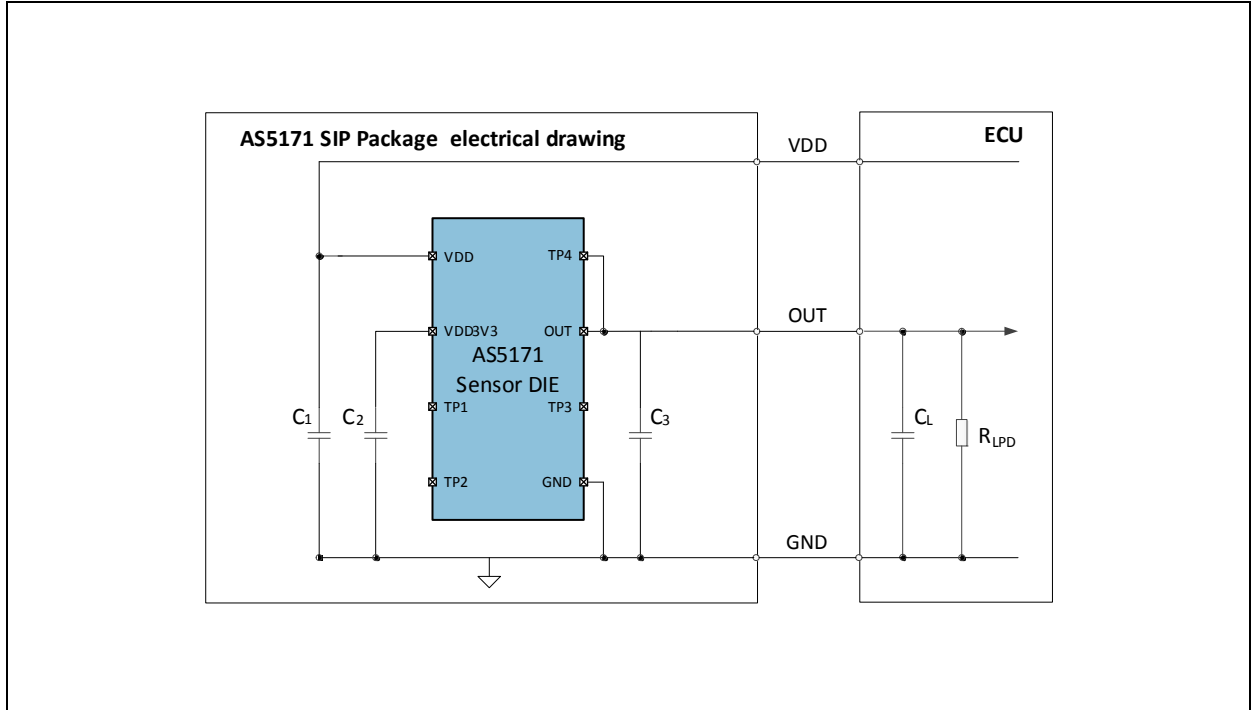 AS5171 SIP Package electrical drawing
VDD
ECU
VDD
TP4
OUT
VDD3V3
OUT
AS5171
Sensor DIE
C1
C2
TP1
TP3
C3
CL
RLPD
TP2
GND
GND